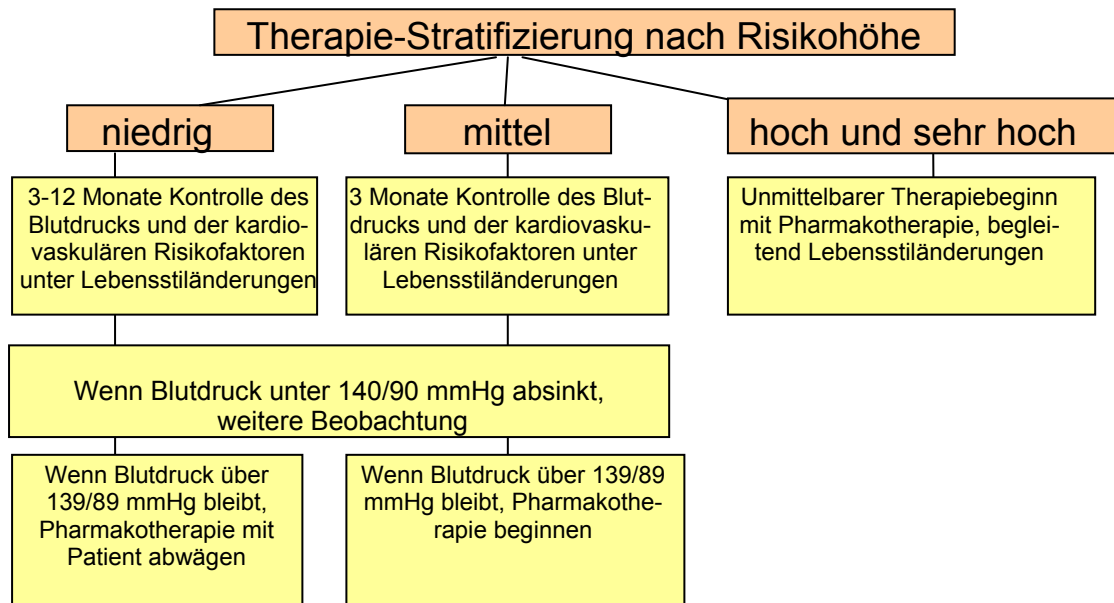 Therapie-Stratifizierung nach Risikohöhe
niedrig
mittel
hoch und sehr hoch
3-12 Monate Kontrolle des
Blutdrucks und der kardio-
vaskulären Risikofaktoren
unter Lebensstiländerungen
3 Monate Kontrolle des Blut-
drucks und der kardiovasku-
lären Risikofaktoren unter
Lebensstiländerungen
Unmittelbarer Therapiebeginn
mit Pharmakotherapie, beglei-
tend Lebensstiländerungen
Wenn Blutdruck unter 140/90 mmHg absinkt,
weitere Beobachtung
Wenn Blutdruck über
139/89 mmHg bleibt,
Pharmakotherapie mit
Patient abwägen
Wenn Blutdruck über 139/89
mmHg bleibt, Pharmakothe-
rapie beginnen